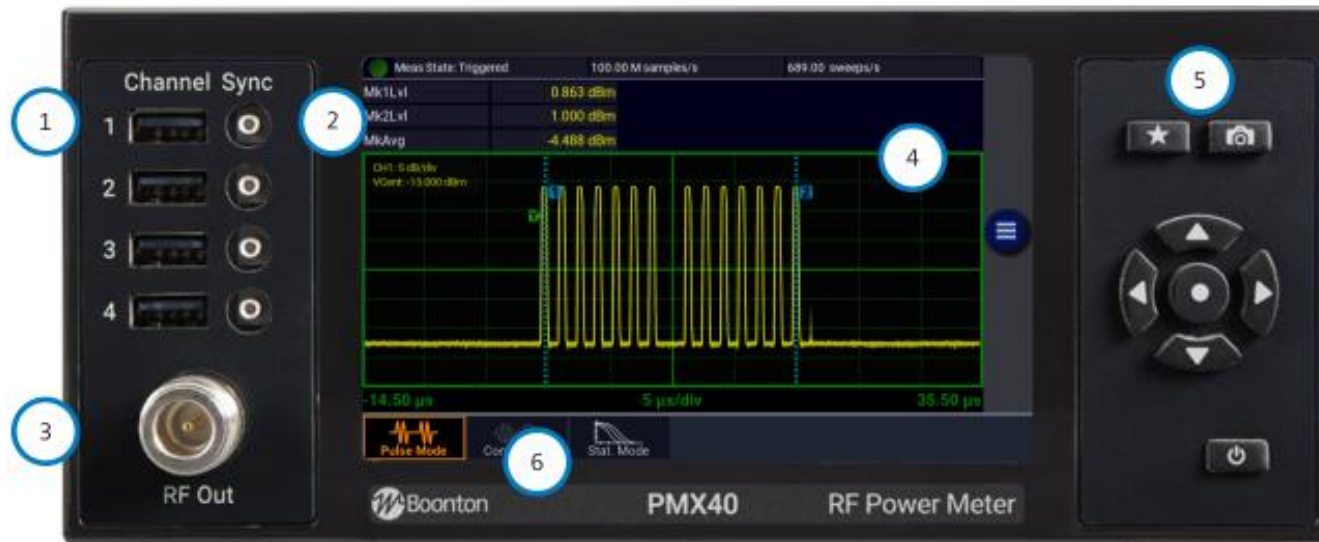 Channel Sync
1
1
2
3
4
2
3
RF Out
Meas State: Triggered 100.00 M samples/s 689.00 sweeps/s
Mk1Lvl 0.863 dBm
Mk2Lvl 1.000 dBm
MkAvg -4.488 dBm
4
CH1: 5 dB/div
VCent: -13.000 dBm
1
2
T
-14.50 µs 5 µs/div 35.50 µs
Pulse Mode
Stat. Mode
6
Boonton PMX40 RF Power Meter
5